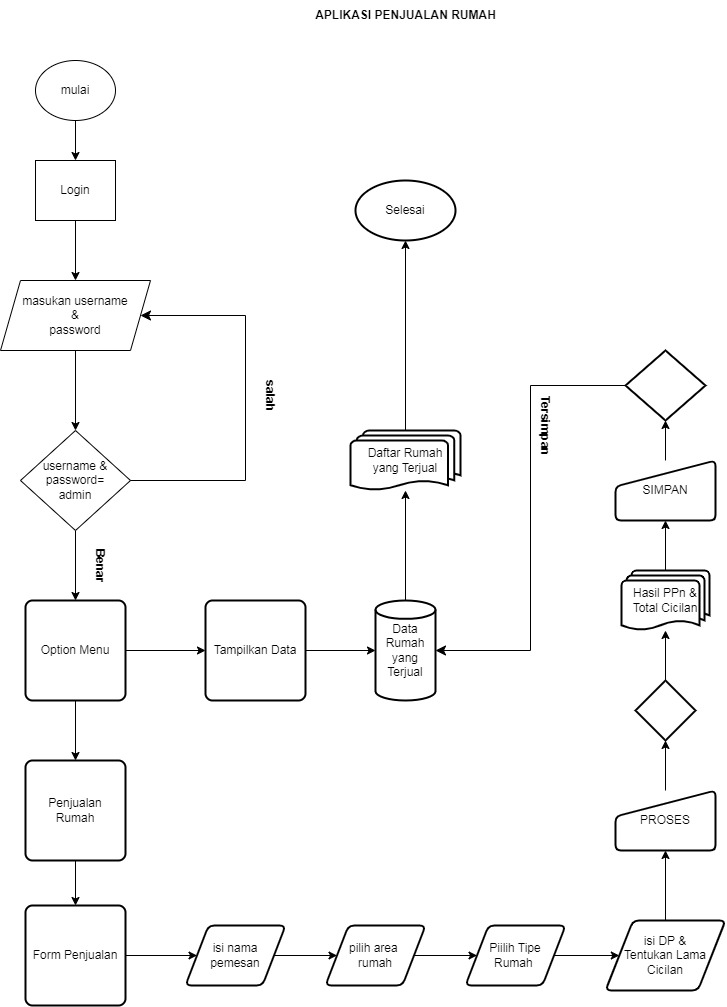 APLIKASI PENJUALAN RUMAH
mulai
Login
masukan username
&
password
salah
username &
password=
admin
Benar
Option Menu
Tampilkan Data
Data
Rumah
yang
Terjual
Daftar Rumah
yang Terjual
Selesai
Penjualan
Rumah
Form Penjualan
isi nama
pemesan
pilih area
rumah
Piilih Tipe
Rumah
isi DP &
Tentukan Lama
Cicilan
PROSES
Hasil PPn &
Total Cicilan
SIMPAN
Tersimpan